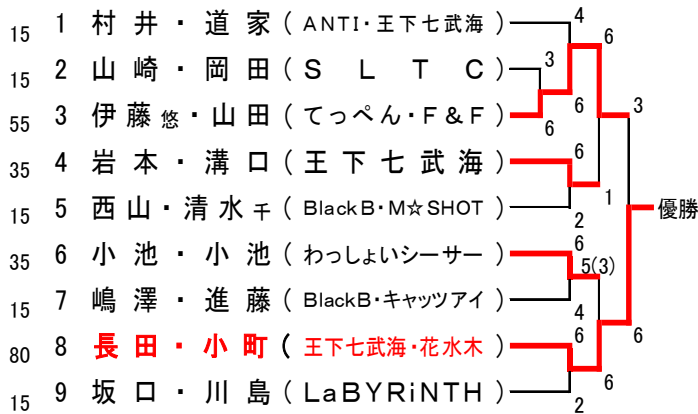 15 1 村井・道家 (ANTI・王下七武海) 4 6
15 2 山崎・岡田 (SLTC) 3
55 3 伊藤悠・山田 (てっぺん・F&F) 6 6 3
35 4 岩本・溝口 (王下七武海) 6
15 5 西山・清水千 (BlackB・M☆SHOT) 2 1 優勝
35 6 小池・小池 (わっしょいシーサー) 6 5(3)
15 7 嶋澤・進藤 (BlackB・キャッツアイ) 4
80 8 長田・小町 (王下七武海・花水木) 6 6 6
15 9 坂口・川島 (LaBYRiNTH) 2